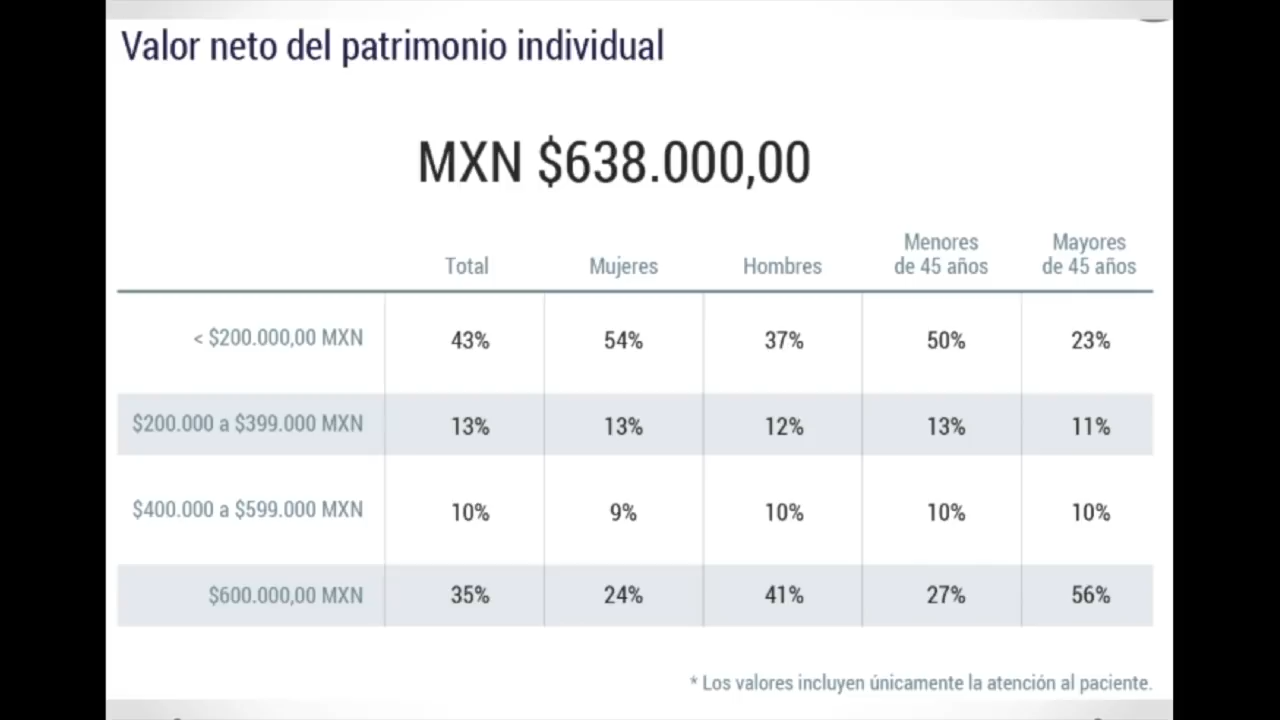 Valor neto del patrimonio individual
MXN $638.000,00
Total Mujeres Hombres Menores de 45 años Mayores de 45 años
< $200.000,00 MXN 43% 54% 37% 50% 23%
$200.000 a $399.000 MXN 13% 13% 12% 13% 11%
$400.000 a $599.000 MXN 10% 9% 10% 10% 10%
$600.000,00 MXN 35% 24% 41% 27% 56%
* Los valores incluyen únicamente la atención al paciente.